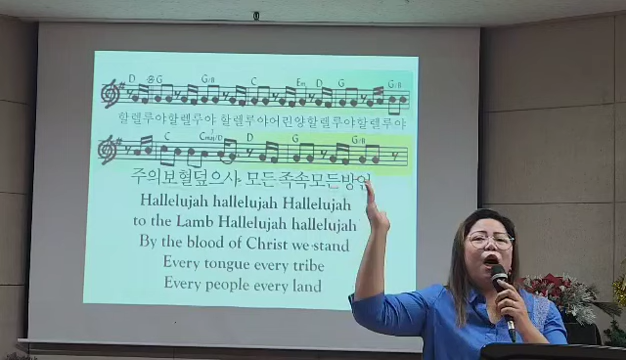 D G G/B C Em D G G/B
할렐루야할렐루야 할렐루야어린양할렐루야할렐루야
C D G G/B
주의보혈덮으사 모든족속모든방언
Hallelujah hallelujah Hallelujah
to the Lamb Hallelujah hallelujah
By the blood of Christ we stand
Every tongue every tribe
Every people every land